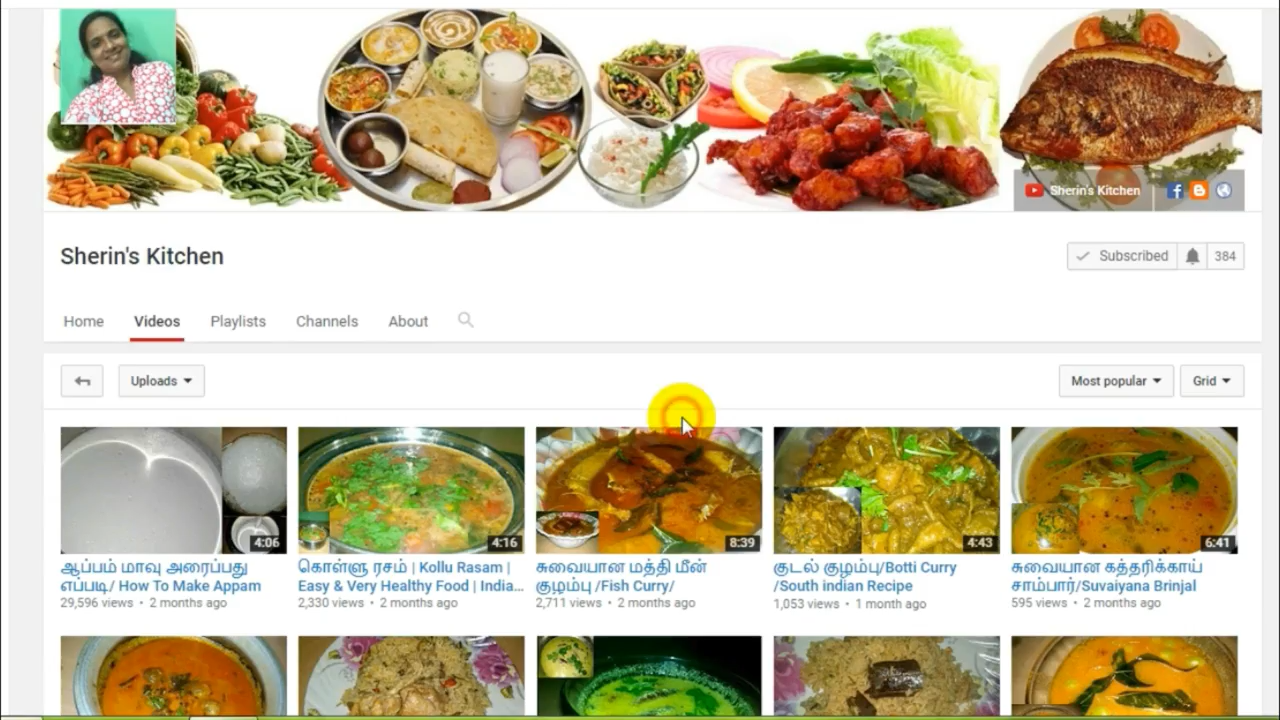 Sherin's Kitchen
Sherin's Kitchen
Subscribed 384
Home Videos Playlists Channels About
Uploads Most popular Grid
4:06 4:16 8:39 4:43 6:41
ஆப்பம் மாவு அரைப்பது
எப்படி/ How To Make Appam
29,596 views • 2 months ago
கொள்ளு ரசம் | Kollu Rasam |
Easy & Very Healthy Food | India...
2,330 views • 2 months ago
சுவையான மத்தி மீன்
குழம்பு /Fish Curry/
2,711 views • 2 months ago
குடல் குழம்பு/Botti Curry
/South indian Recipe
1,053 views • 1 month ago
சுவையான கத்தரிக்காய்
சாம்பார்/Suvaiyana Brinjal
595 views • 2 months ago